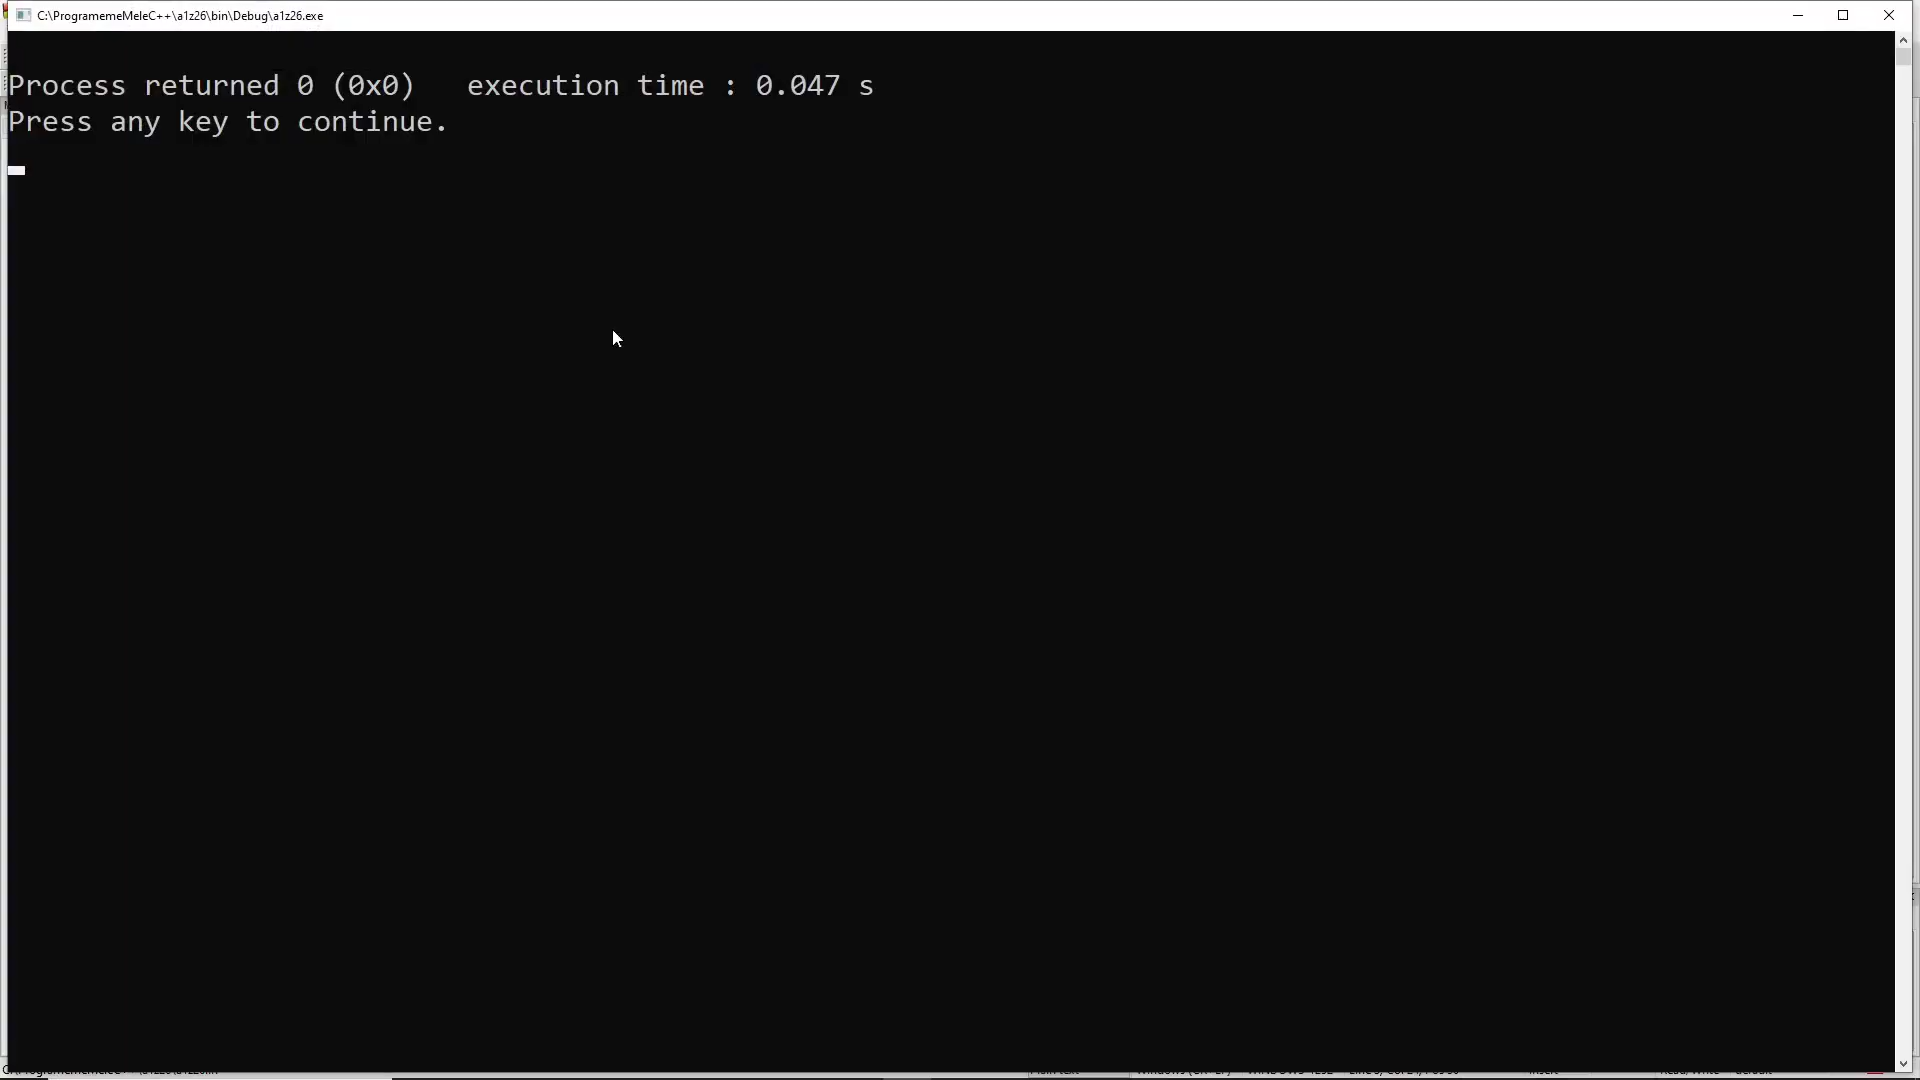 C:\ProgramemeMeleC++\a1z26\bin\Debug\a1z26.exe
Process returned 0 (0x0)   execution time : 0.047 s
Press any key to continue.